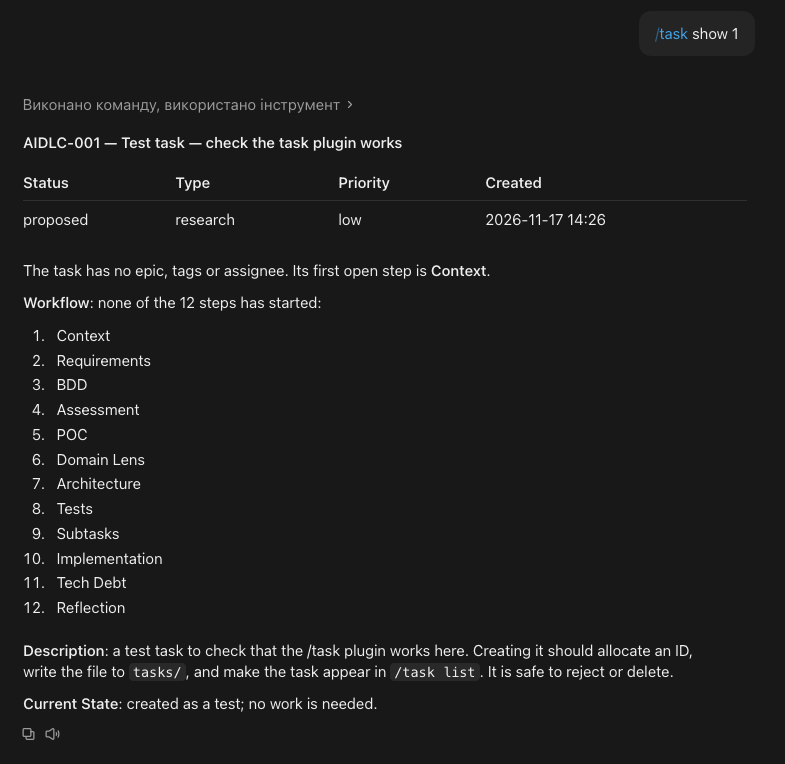 /task show 1
Виконано команду, використано інструмент >
AIDLC-001 — Test task — check the task plugin works
Status Type Priority Created
proposed research low 2026-11-17 14:26
The task has no epic, tags or assignee. Its first open step is Context.
Workflow: none of the 12 steps has started:
1. Context
2. Requirements
3. BDD
4. Assessment
5. POC
6. Domain Lens
7. Architecture
8. Tests
9. Subtasks
10. Implementation
11. Tech Debt
12. Reflection
Description: a test task to check that the /task plugin works here. Creating it should allocate an ID,
write the file to tasks/, and make the task appear in /task list. It is safe to reject or delete.
Current State: created as a test; no work is needed.